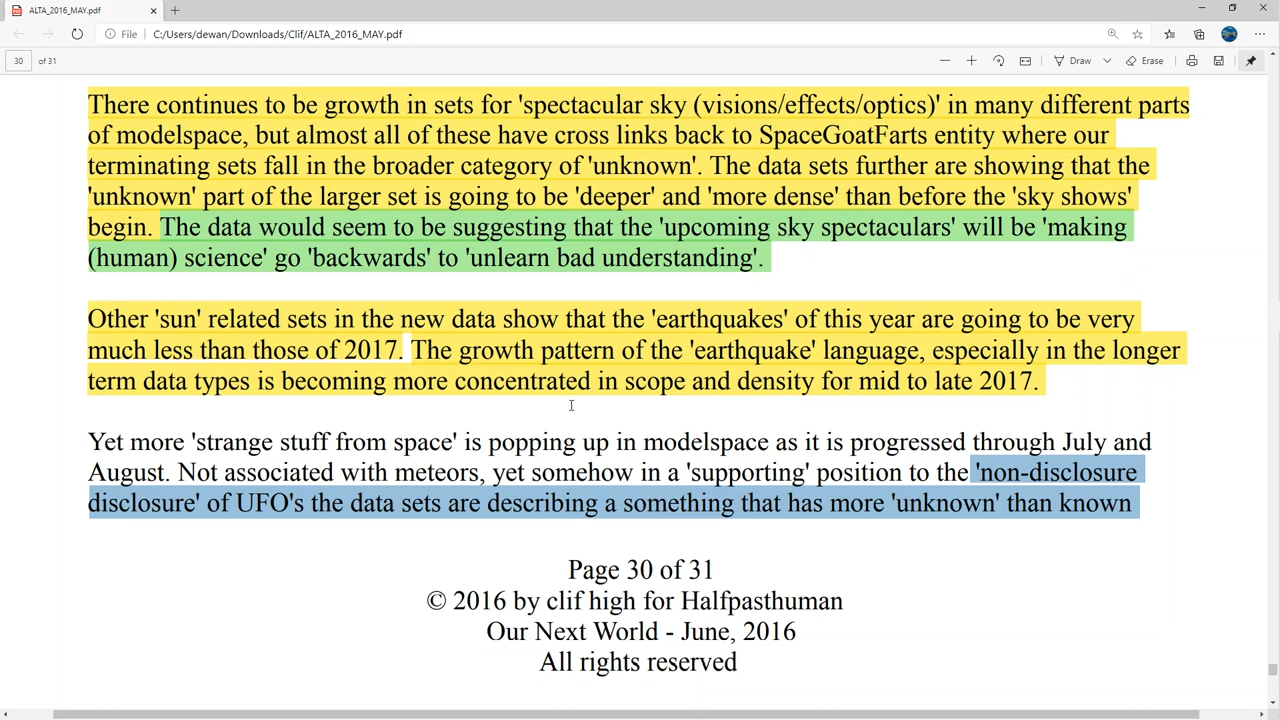 ALTA_2016_MAY.pdf
File C:/Users/dewan/Downloads/Clif/ALTA_2016_MAY.pdf
30 of 31 Draw Erase
There continues to be growth in sets for 'spectacular sky (visions/effects/optics)' in many different parts
of modelspace, but almost all of these have cross links back to SpaceGoatFarts entity where our
terminating sets fall in the broader category of 'unknown'. The data sets further are showing that the
'unknown' part of the larger set is going to be 'deeper' and 'more dense' than before the 'sky shows'
begin. The data would seem to be suggesting that the 'upcoming sky spectaculars' will be 'making
(human) science' go 'backwards' to 'unlearn bad understanding'.
Other 'sun' related sets in the new data show that the 'earthquakes' of this year are going to be very
much less than those of 2017. The growth pattern of the 'earthquake' language, especially in the longer
term data types is becoming more concentrated in scope and density for mid to late 2017.
Yet more 'strange stuff from space' is popping up in modelspace as it is progressed through July and
August. Not associated with meteors, yet somehow in a 'supporting' position to the 'non-disclosure
disclosure' of UFO's the data sets are describing a something that has more 'unknown' than known
Page 30 of 31
© 2016 by clif high for Halfpasthuman
Our Next World - June, 2016
All rights reserved